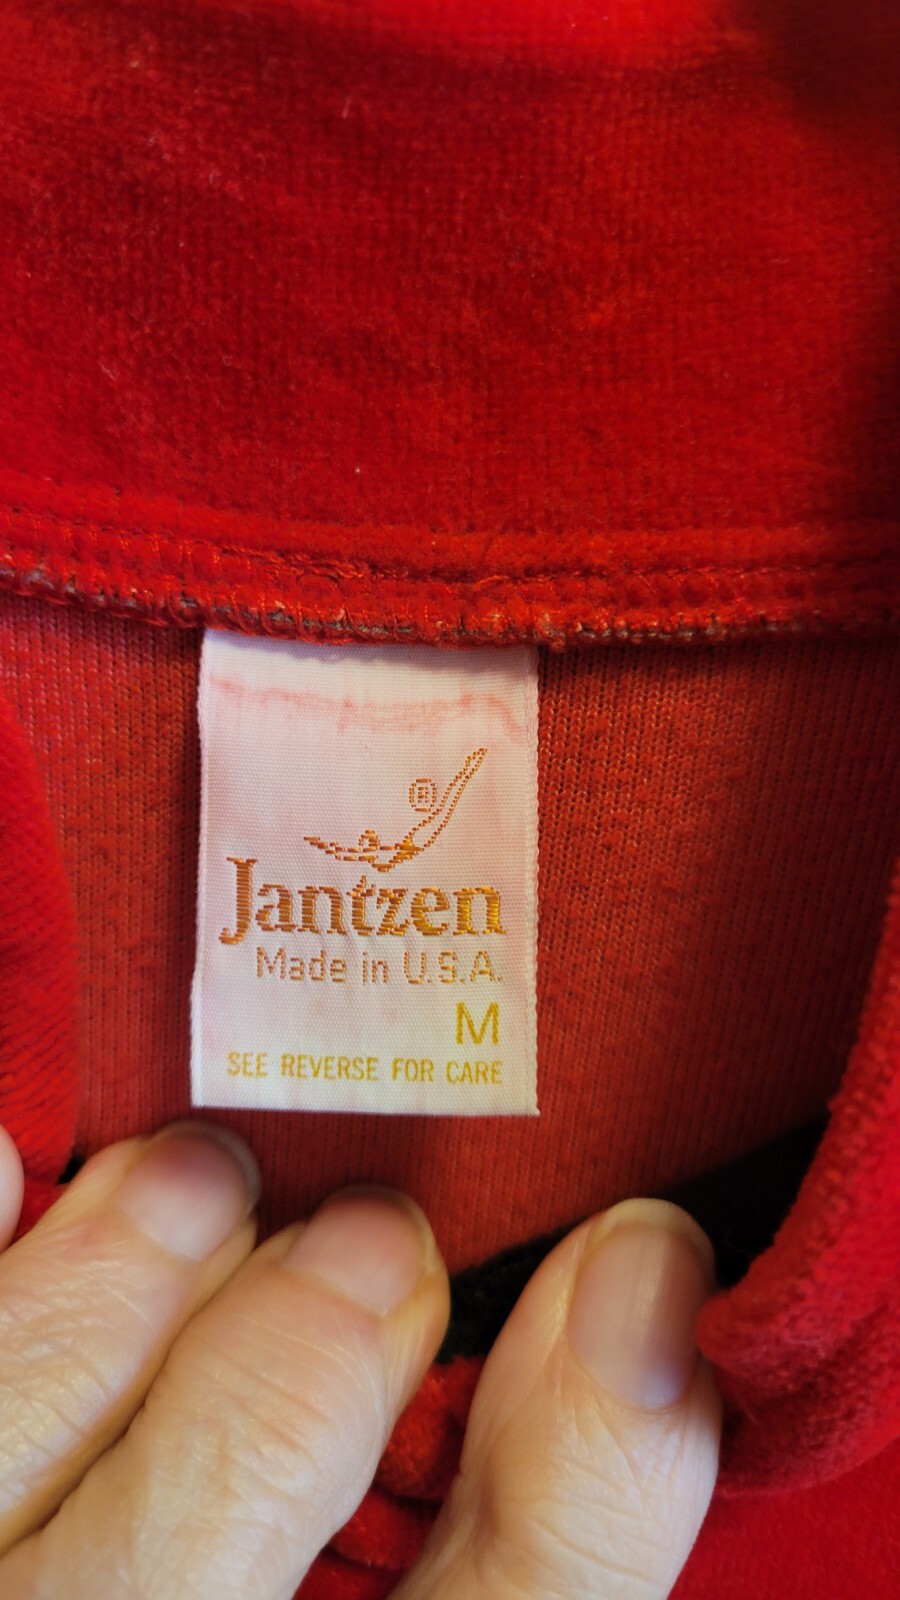 ®
Jantzen
Made in U.S.A.
M
SEE REVERSE FOR CARE